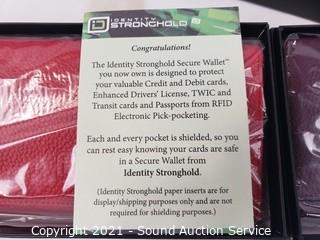 IDENTITY
STRONGHOLD
Congratulations!
The Identity Stronghold Secure Wallet™
you now own is designed to protect
your valuable Credit and Debit cards,
Enhanced Drivers' License, TWIC and
Transit cards and Passports from RFID
Electronic Pick-pocketing.
Each and every pocket is shielded, so you
can rest easy knowing your cards are safe
in a Secure Wallet from
Identity Stronghold.
(Identity Stronghold paper inserts are for
display/shipping purposes only and are
not required for shielding purposes.)
Copyright 2021 - Sound Auction Service